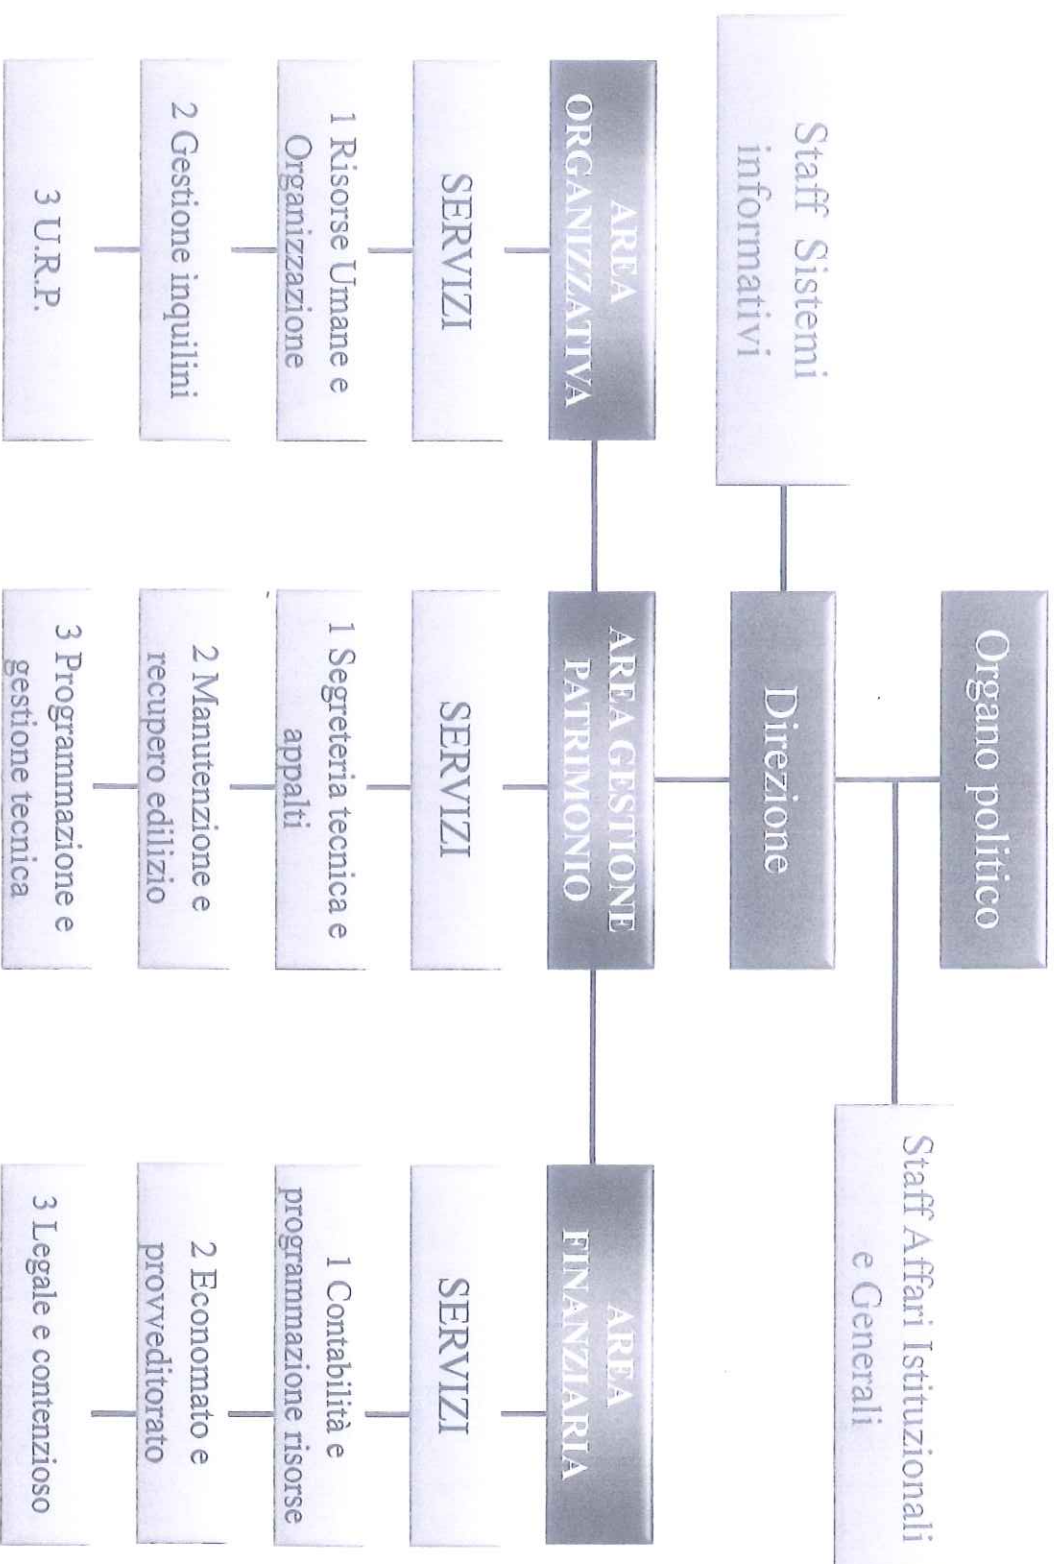 Organo politico
Staff Affari Istituzionali
e Generali
Direzione
Staff Sistemi
informativi
AREA
ORGANIZZATIVA
SERVIZI
1 Risorse Umane e
Organizzazione
2 Gestione inquilini
3 U.R.P.
AREA GESTIONE
PATRIMONIO
SERVIZI
1 Segreteria tecnica e
appalti
2 Manutenzione e
recupero edilizio
3 Programmazione e
gestione tecnica
AREA
FINANZIARIA
SERVIZI
1 Contabilità e
programmazione risorse
2 Economato e
provveditorato
3 Legale e contenzioso